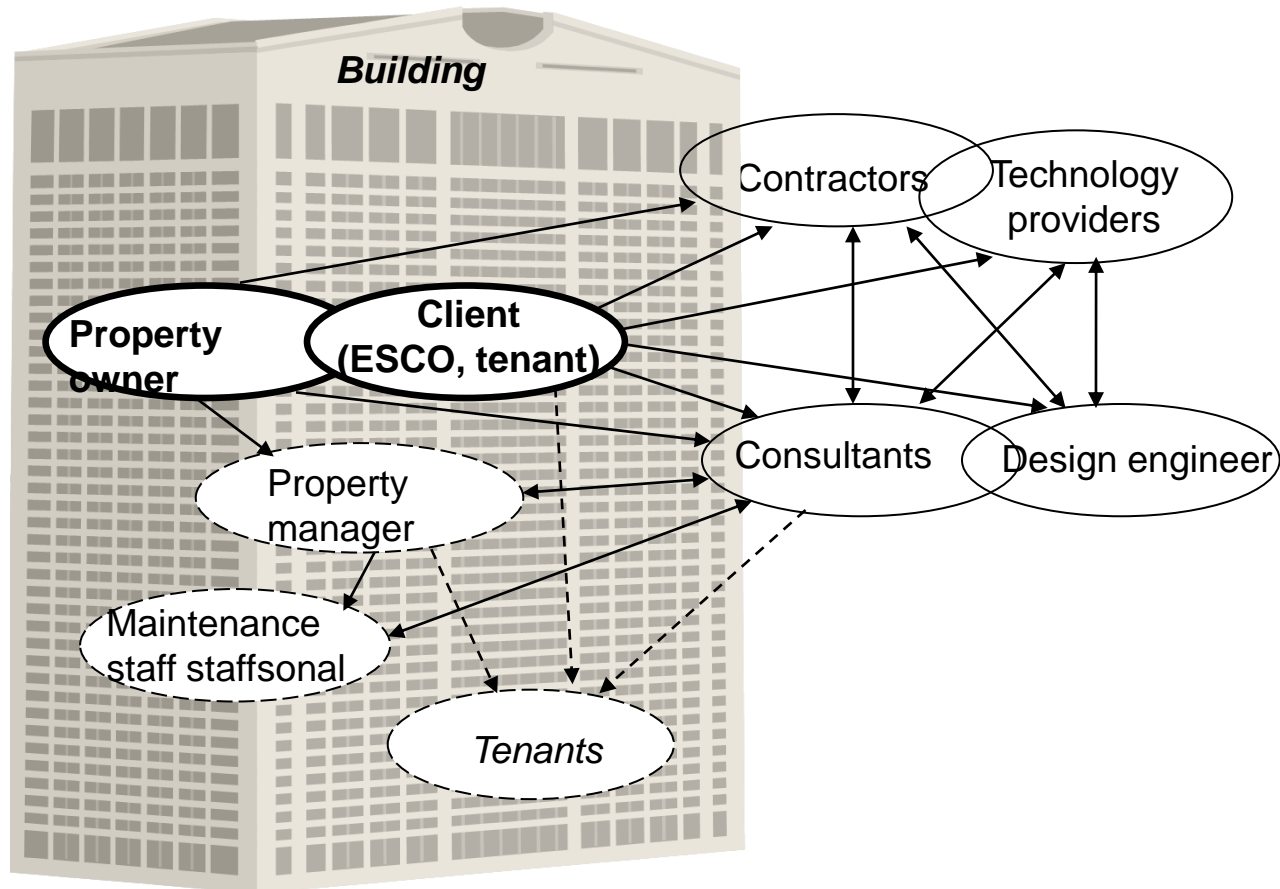 Building
Contractors
Technology
providers
Property
owner
Client
(ESCO, tenant)
Consultants
Design engineer
Property
manager
Maintenance
staff staffsonal
Tenants